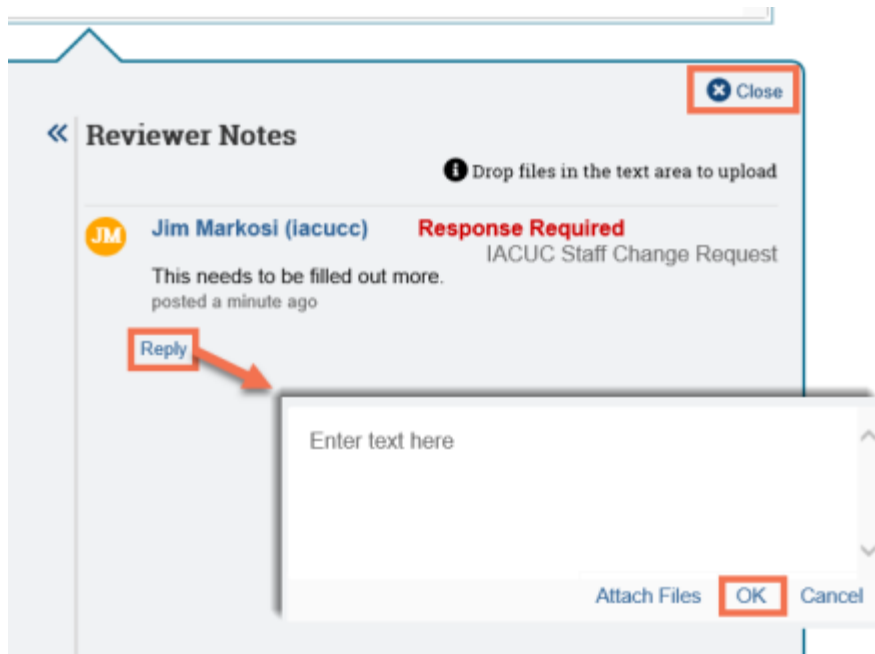 Close
« Reviewer Notes
Drop files in the text area to upload
JM Jim Markosi (iacucc) Response Required
IACUC Staff Change Request
This needs to be filled out more.
posted a minute ago
Reply
Enter text here
Attach Files OK Cancel